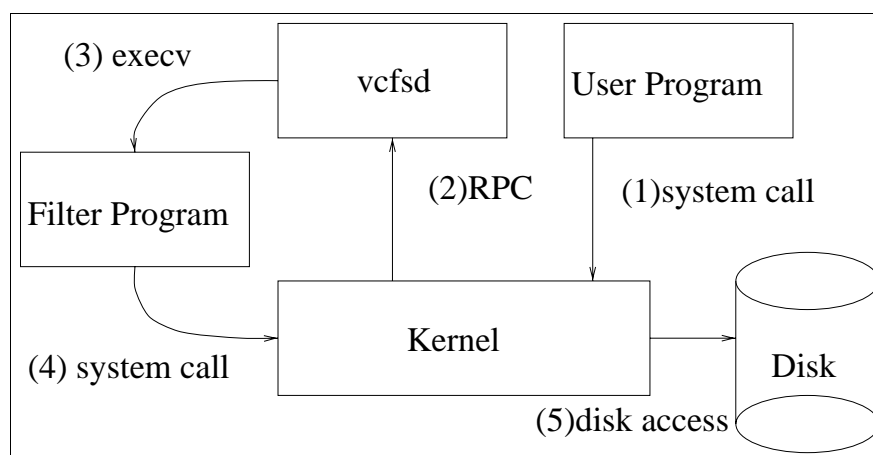 (3) execv
vcfsd
User Program
Filter Program
(2)RPC
(1)system call
Kernel
(4) system call
Disk
(5)disk access